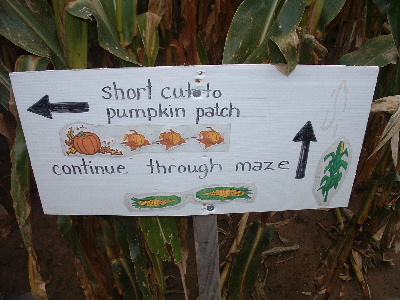 short cut to
pumpkin patch
continue through maze